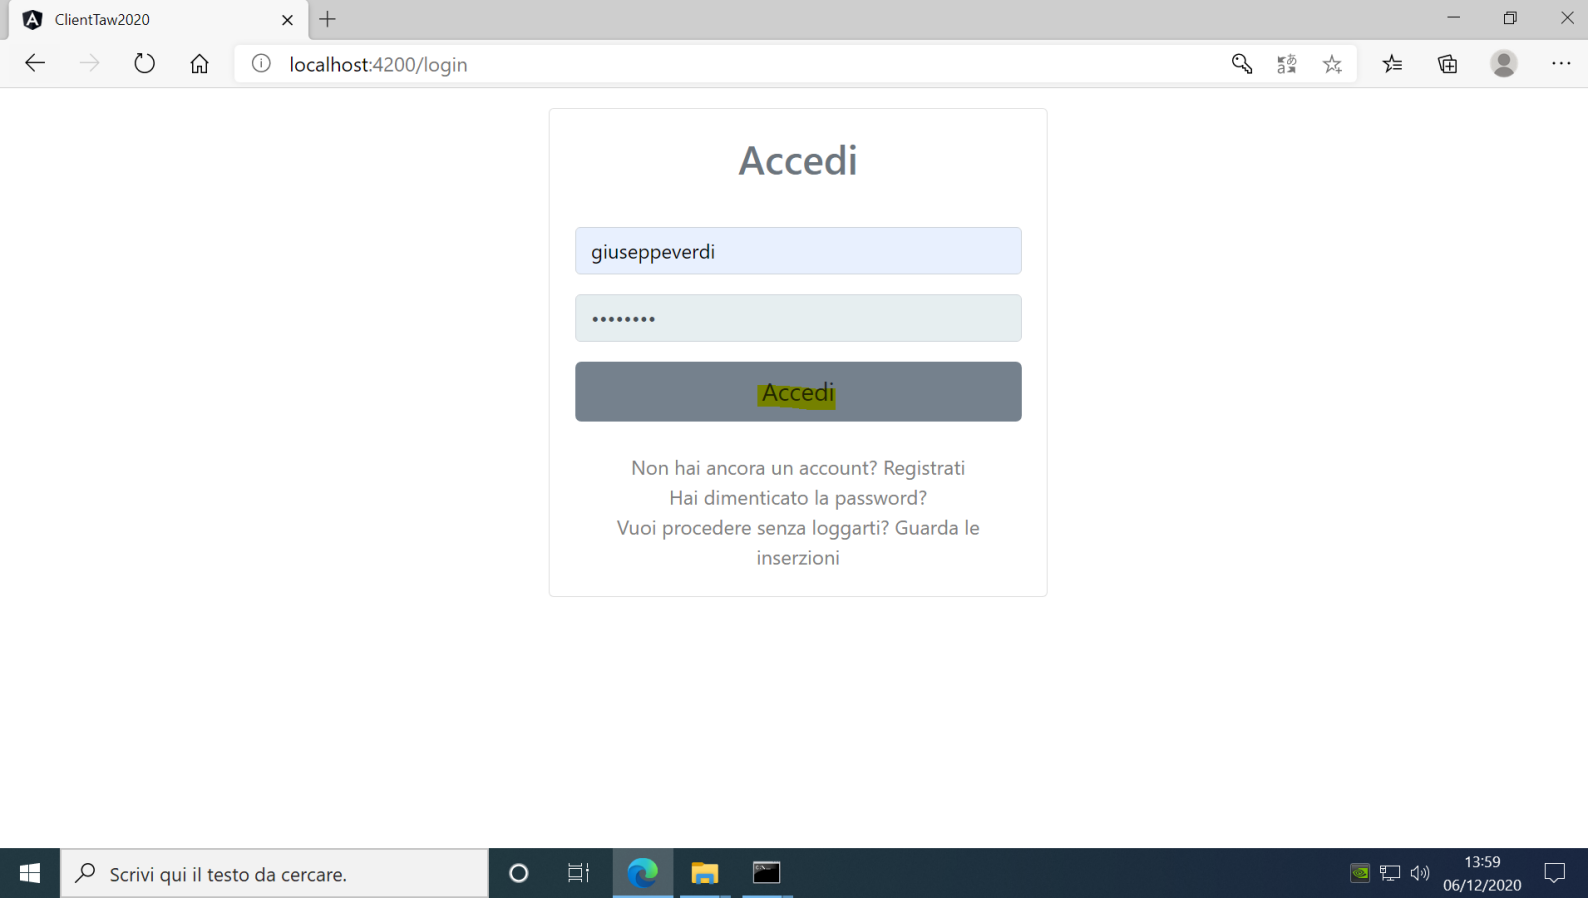 ClientTaw2020
localhost:4200/login
Accedi
giuseppeverdi
••••••••
Accedi
Non hai ancora un account? Registrati
Hai dimenticato la password?
Vuoi procedere senza loggarti? Guarda le
inserzioni
Scrivi qui il testo da cercare.
13:59
06/12/2020